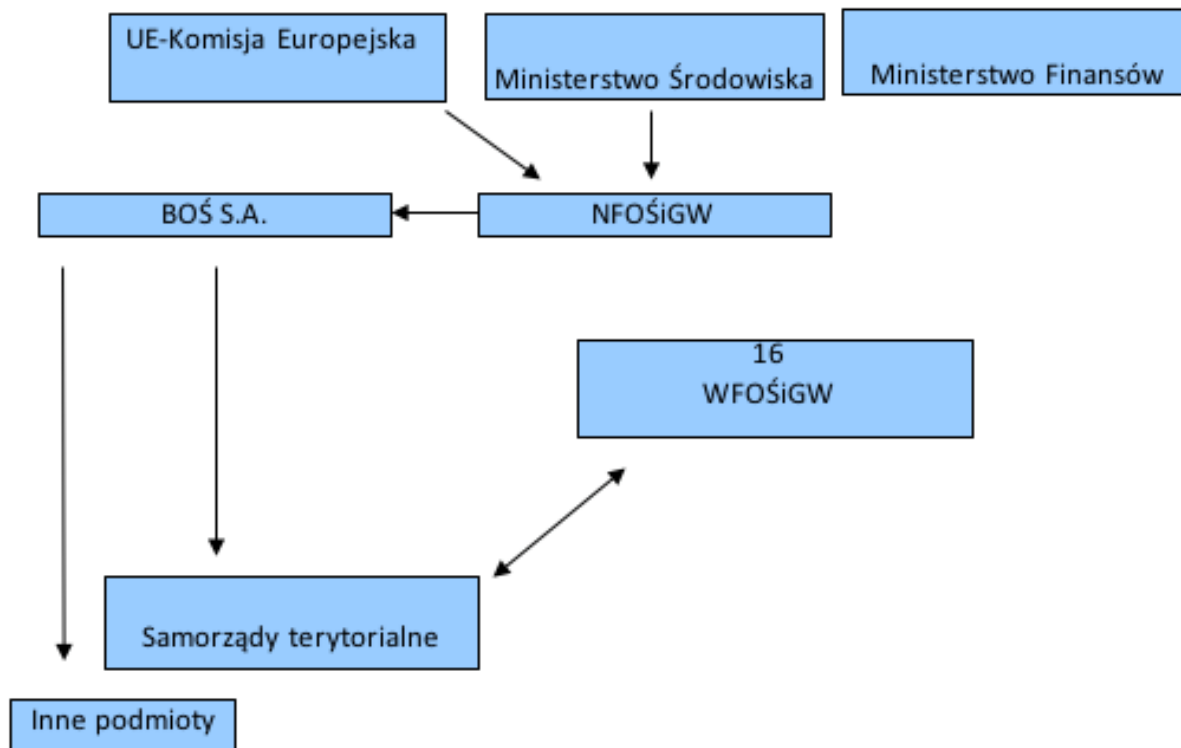 UE-Komisja Europejska
Ministerstwo Środowiska
Ministerstwo Finansów
BOŚ S.A.
NFOŚiGW
16
WFOŚiGW
Samorządy terytorialne
Inne podmioty